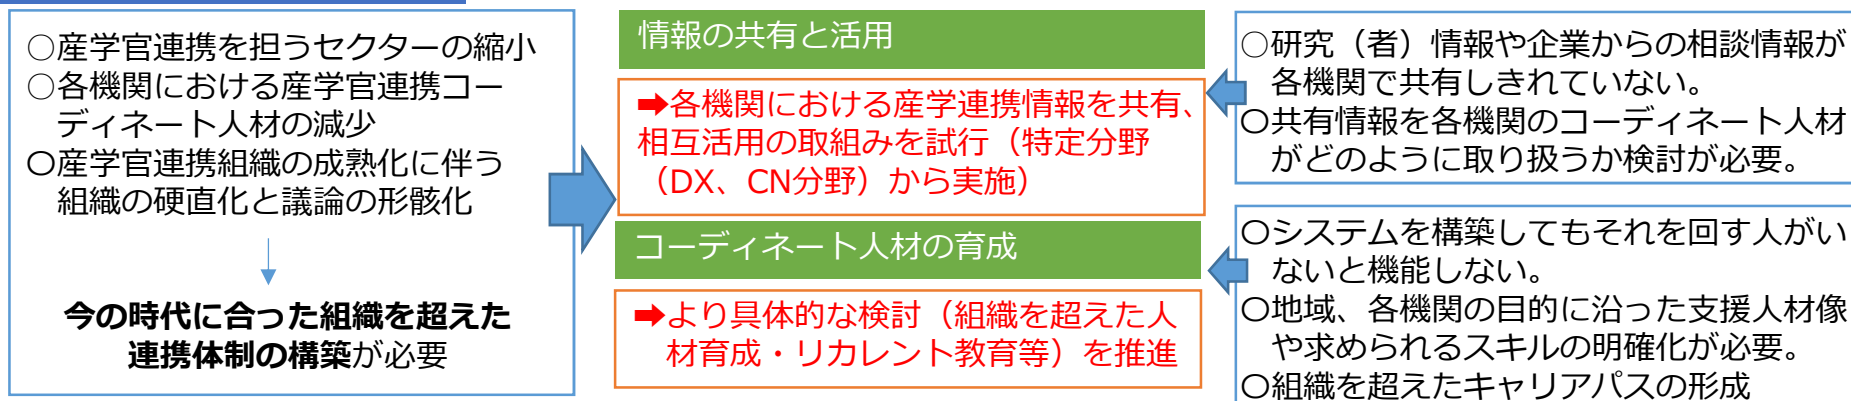 ○産学官連携を担うセクターの縮小
○各機関における産学官連携コー
ディネート人材の減少
〇産学官連携組織の成熟化に伴う
組織の硬直化と議論の形骸化
今の時代に合った組織を超えた
連携体制の構築が必要
情報の共有と活用
➡各機関における産学連携情報を共有、
相互活用の取組みを試行（特定分野
（DX、CN分野）から実施）
コーディネート人材の育成
➡より具体的な検討（組織を超えた人
材育成・リカレント教育等）を推進
○研究（者）情報や企業からの相談情報が
各機関で共有しきれていない。
〇共有情報を各機関のコーディネート人材
がどのように取り扱うか検討が必要。
〇システムを構築してもそれを回す人がい
ないと機能しない。
〇地域、各機関の目的に沿った支援人材像
や求められるスキルの明確化が必要。
〇組織を超えたキャリアパスの形成